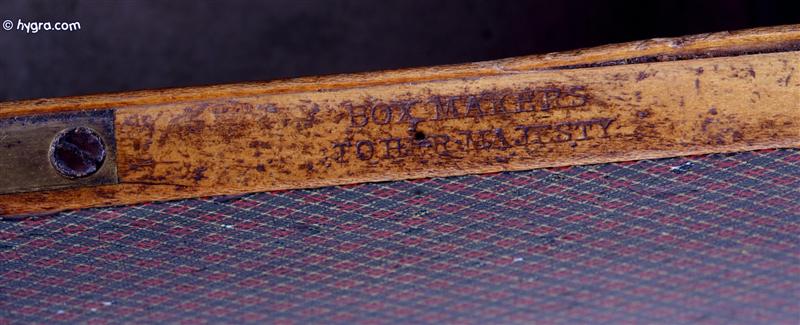 © hygra.com
BOX MAKERS
TO HER MAJESTY